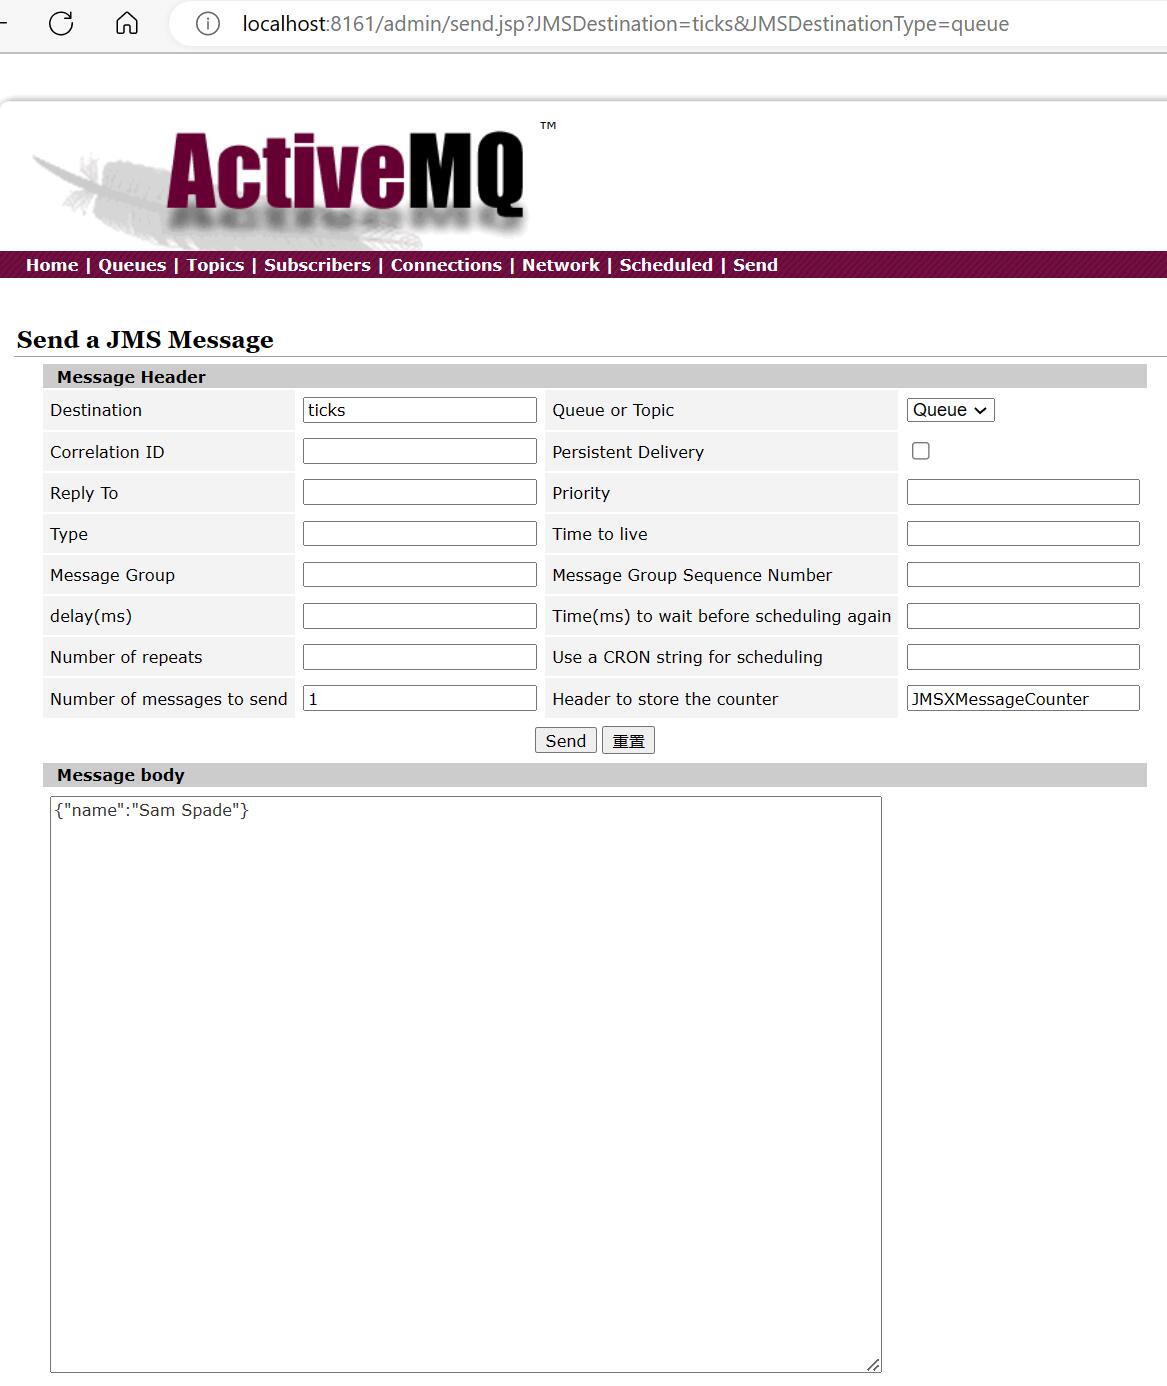 localhost:8161/admin/send.jsp?JMSDestination=ticks&JMSDestinationType=queue
ActiveMQ ™
Home | Queues | Topics | Subscribers | Connections | Network | Scheduled | Send
Send a JMS Message
Message Header
Destination ticks Queue or Topic Queue
Correlation ID Persistent Delivery
Reply To Priority
Type Time to live
Message Group Message Group Sequence Number
delay(ms) Time(ms) to wait before scheduling again
Number of repeats Use a CRON string for scheduling
Number of messages to send 1 Header to store the counter JMSXMessageCounter
Send 重置
Message body
{"name":"Sam Spade"}